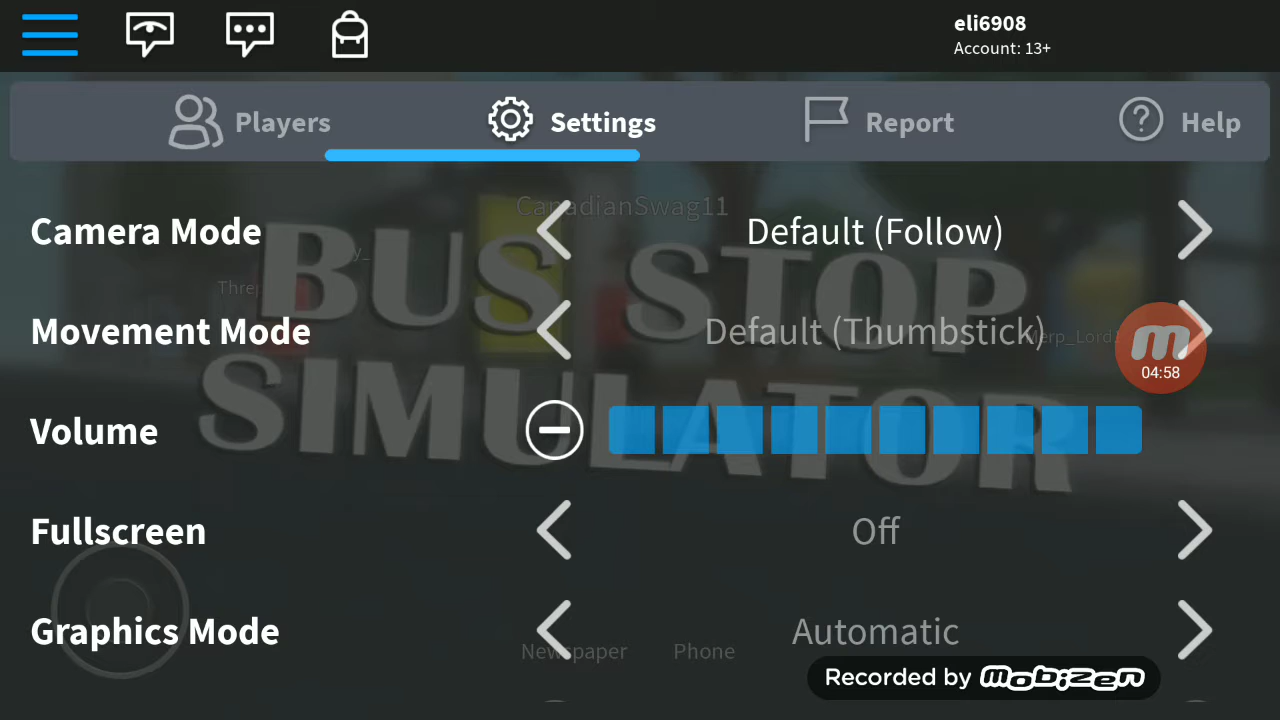 eli6908
Account: 13+
Players
Settings
Report
Help
CanadianSwag11
Camera Mode
Default (Follow)
BUS STOP
Movement Mode
Default (Thumbstick)
04:58
SIMULATOR
Volume
Fullscreen
Off
Graphics Mode
Automatic
Newspaper
Phone
Recorded by mobizen